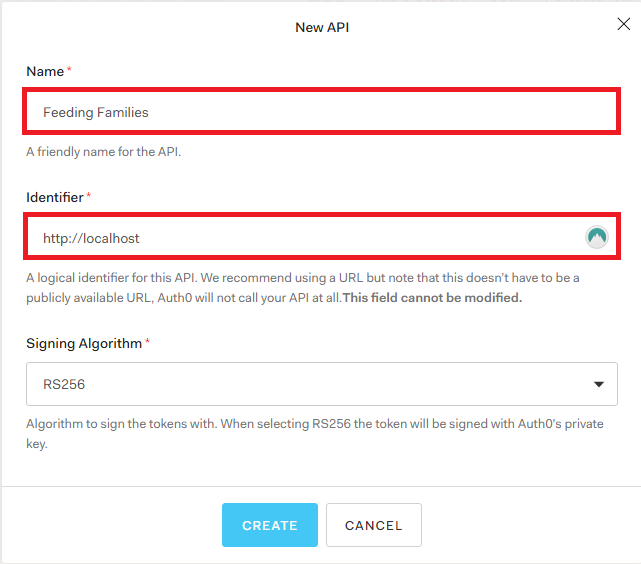 New API
Name *
Feeding Families
A friendly name for the API.
Identifier *
http://localhost
A logical identifier for this API. We recommend using a URL but note that this doesn't have to be a
publicly available URL, Auth0 will not call your API at all.This field cannot be modified.
Signing Algorithm *
RS256
Algorithm to sign the tokens with. When selecting RS256 the token will be signed with Auth0's private
key.
CREATE CANCEL